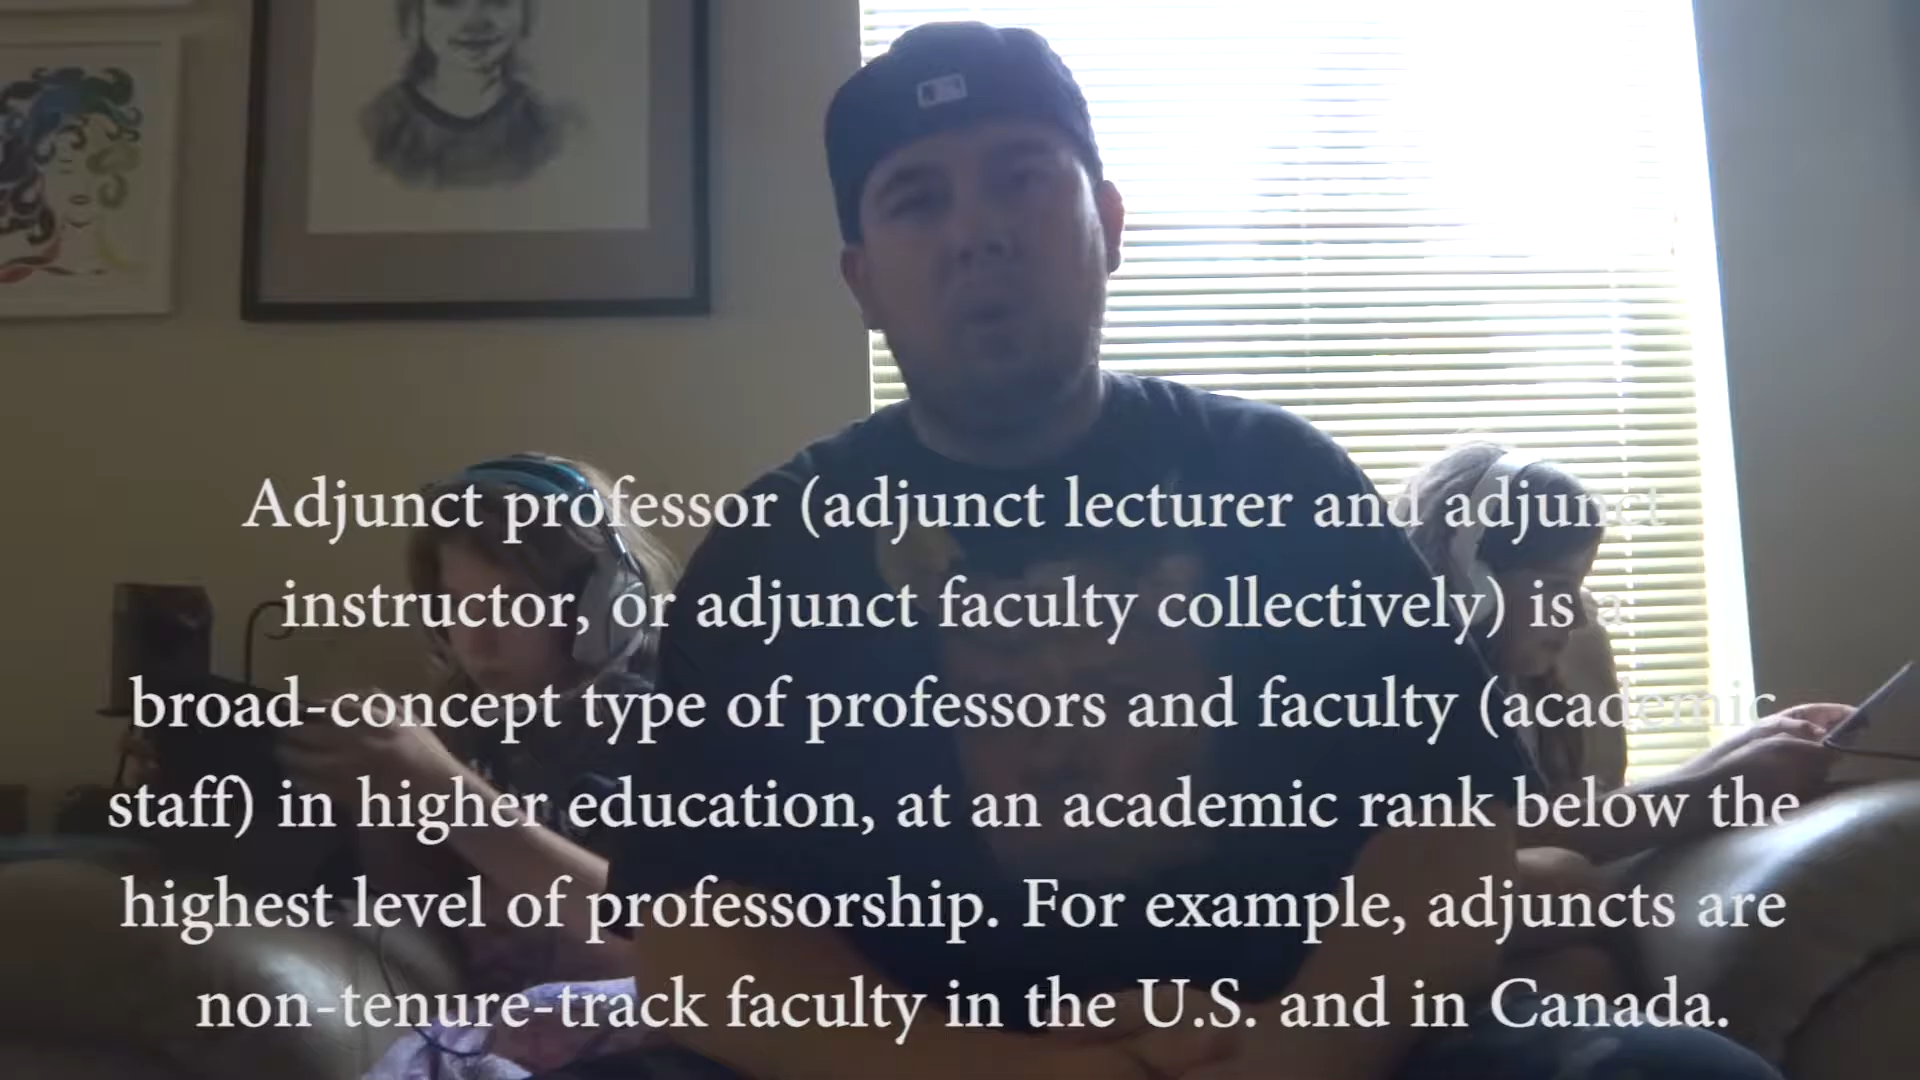 Adjunct professor (adjunct lecturer and adjunct
instructor, or adjunct faculty collectively) is a
broad-concept type of professors and faculty (academic
staff) in higher education, at an academic rank below the
highest level of professorship. For example, adjuncts are
non-tenure-track faculty in the U.S. and in Canada.